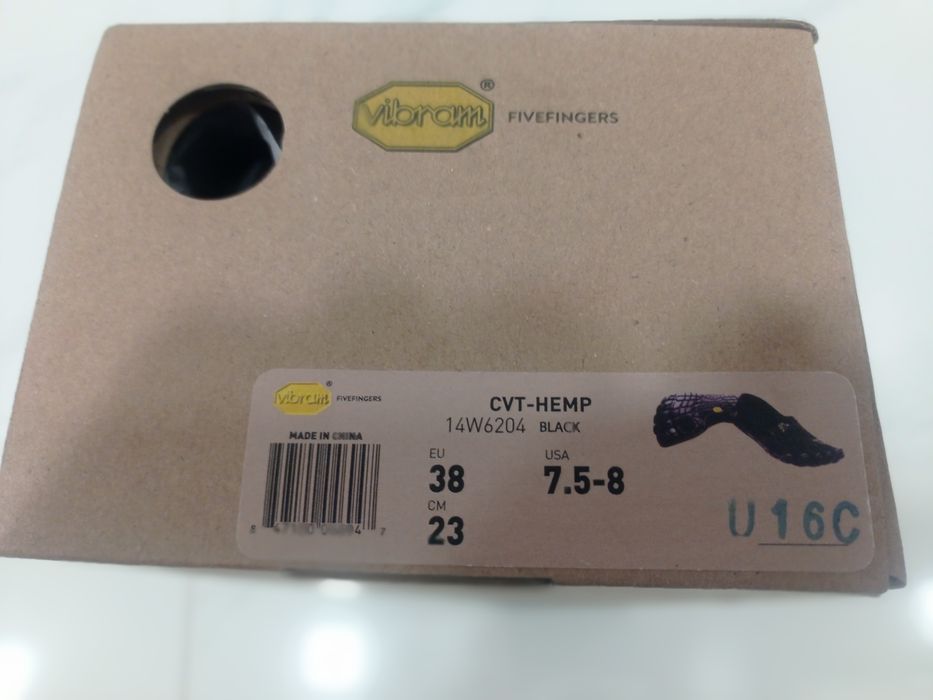 Vibram® FIVEFINGERS
Vibram® FIVEFINGERS
MADE IN CHINA
CVT-HEMP
14W6204 BLACK
EU
38
CM
23
USA
7.5-8
U16C